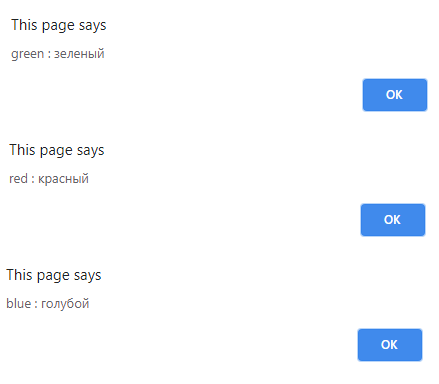 This page says
green : зеленый
OK
This page says
red : красный
OK
This page says
blue : голубой
OK